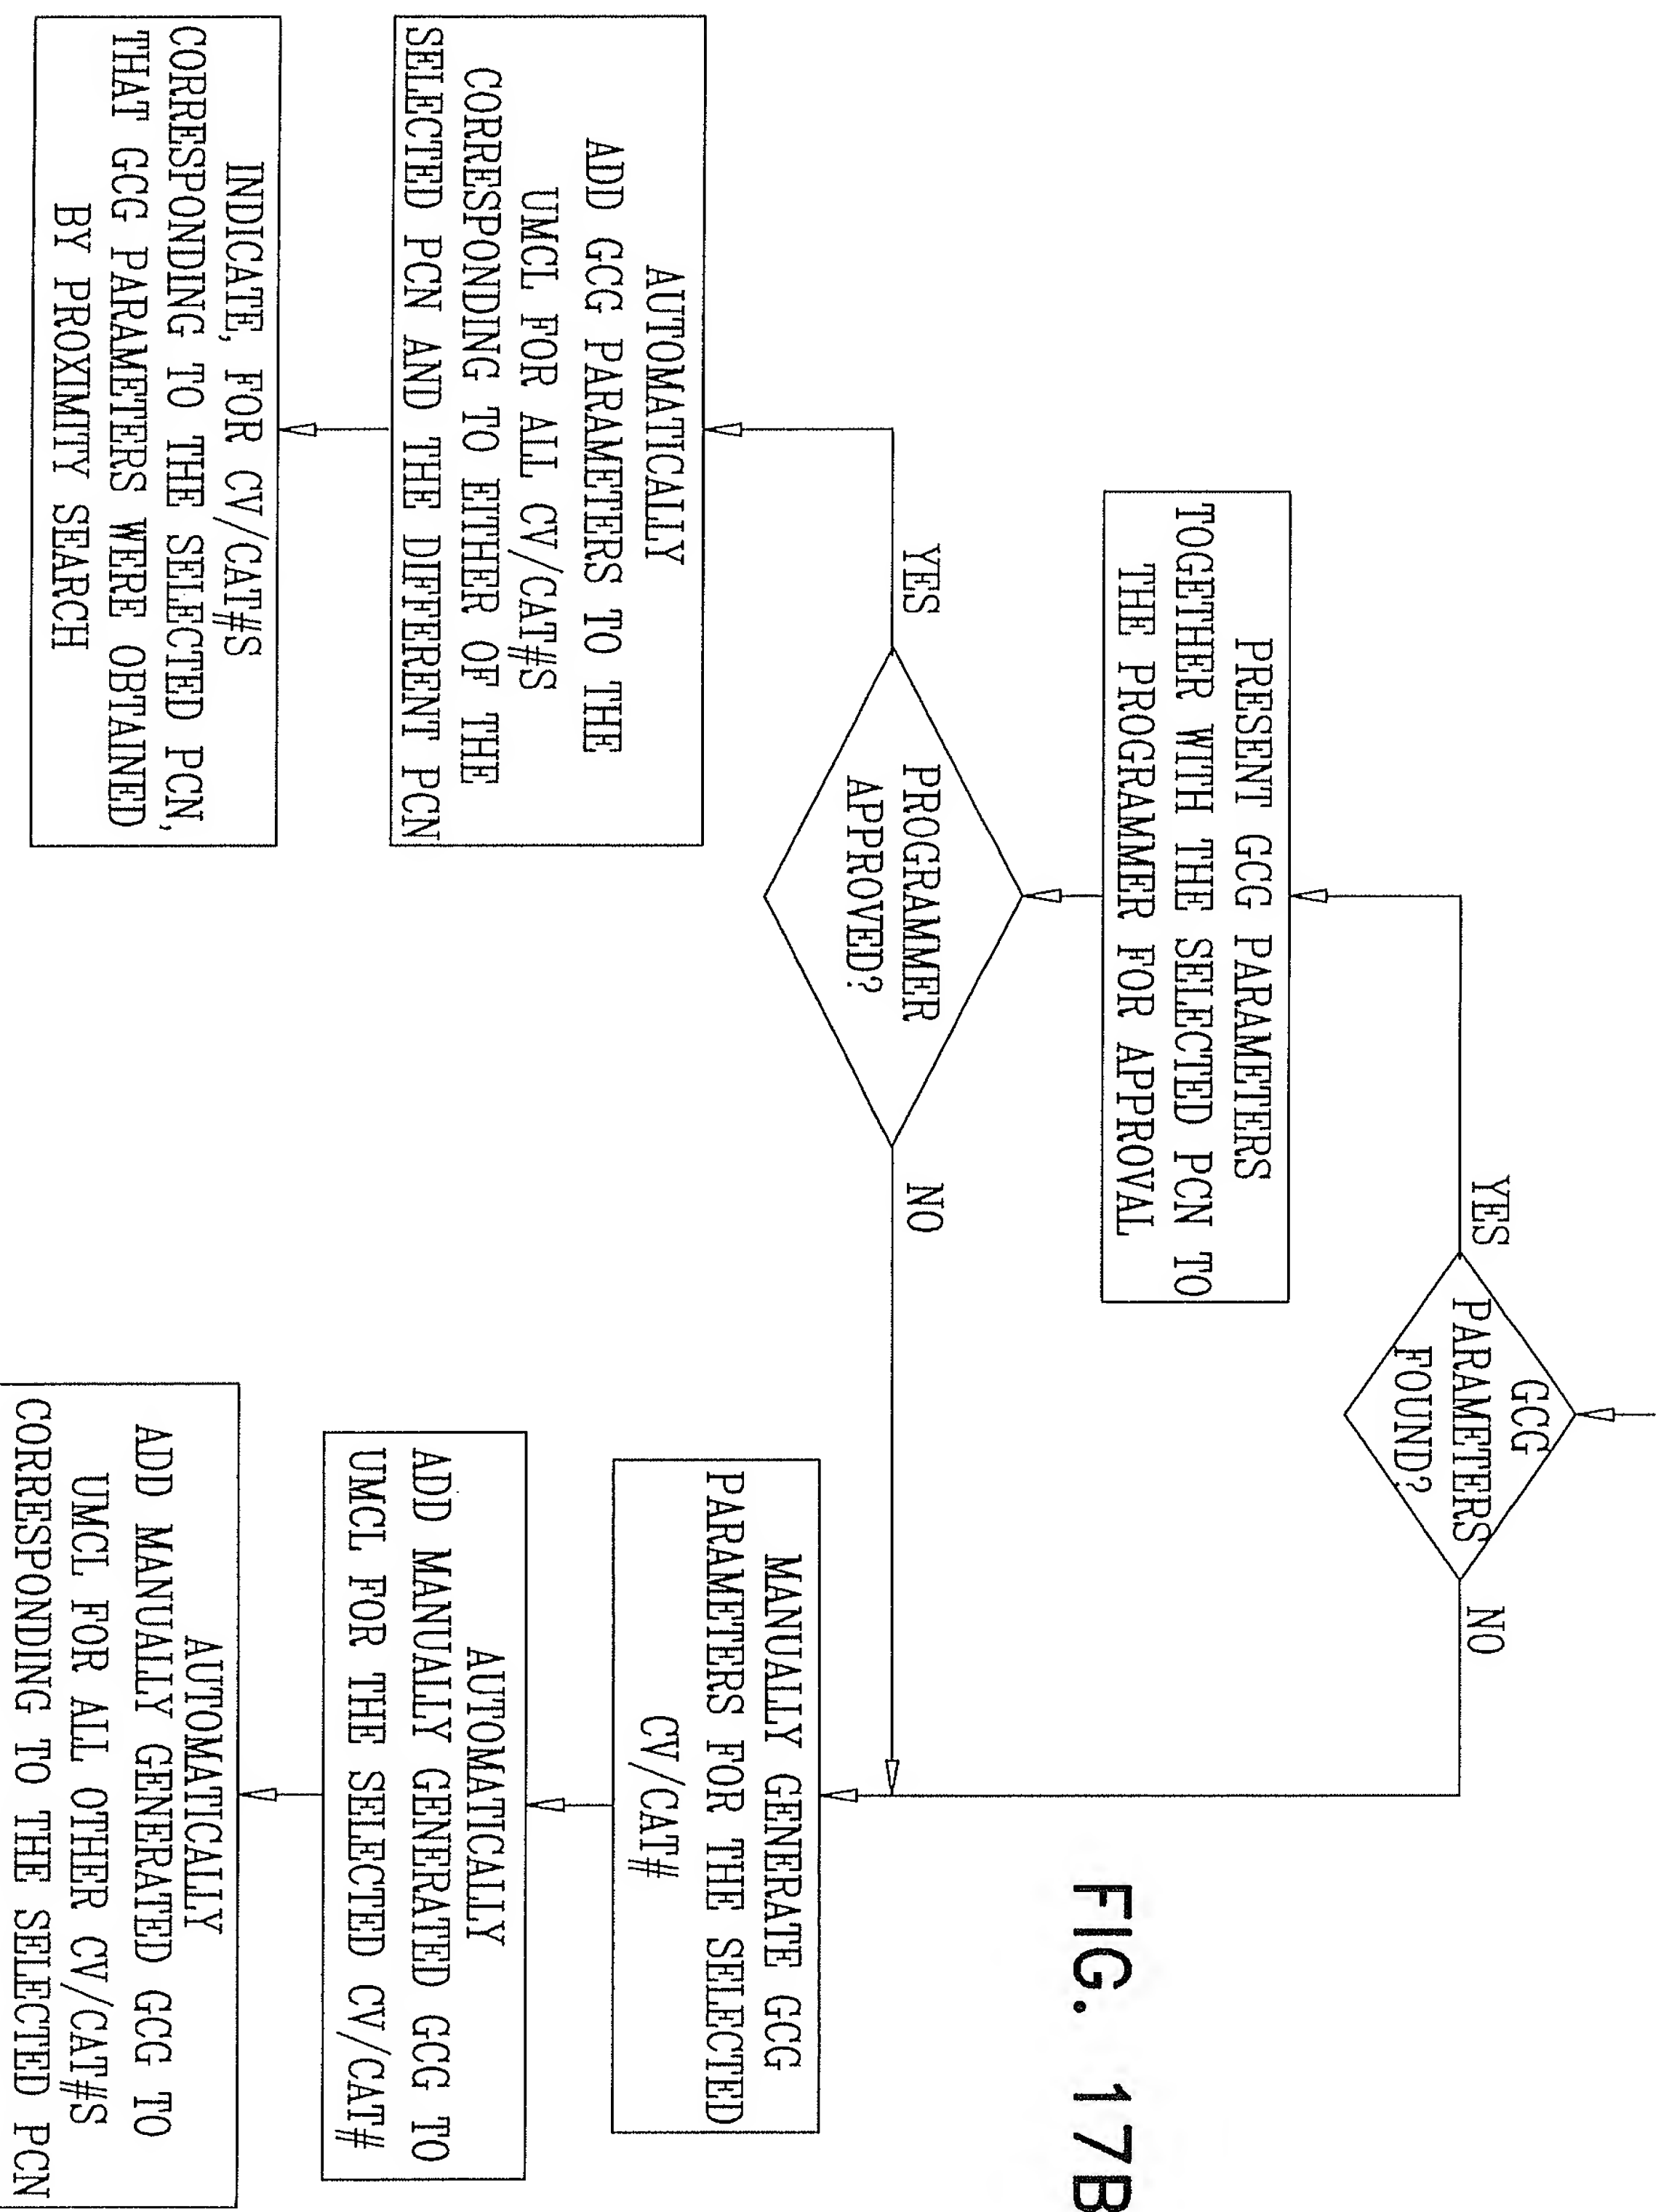 GCG
PARAMETERS
FOUND?
YES
NO
PRESENT GCG PARAMETERS
TOGETHER WITH THE SELECTED PCN TO
THE PROGRAMMER FOR APPROVAL
PROGRAMMER
APPROVED?
YES
NO
AUTOMATICALLY
ADD GCG PARAMETERS TO THE
UMCL FOR ALL CV/CAT#S
CORRESPONDING TO EITHER OF THE
SELECTED PCN AND THE DIFFERENT PCN
INDICATE, FOR CV/CAT#S
CORRESPONDING TO THE SELECTED PCN,
THAT GCG PARAMETERS WERE OBTAINED
BY PROXIMITY SEARCH
MANUALLY GENERATE GCG
PARAMETERS FOR THE SELECTED
CV/CAT#
AUTOMATICALLY
ADD MANUALLY GENERATED GCG TO
UMCL FOR THE SELECTED CV/CAT#
AUTOMATICALLY
ADD MANUALLY GENERATED GCG TO
UMCL FOR ALL OTHER CV/CAT#S
CORRESPONDING TO THE SELECTED PCN
FIG. 17B